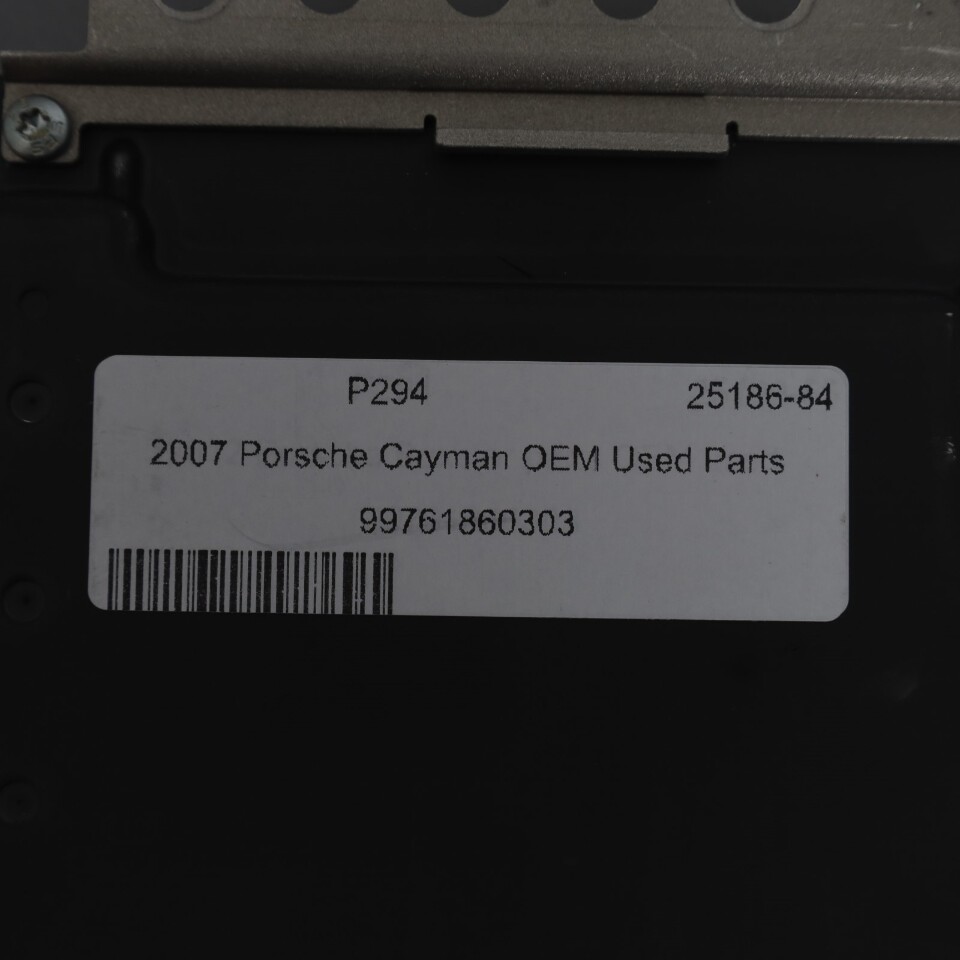 P294 25186-84
2007 Porsche Cayman OEM Used Parts
99761860303